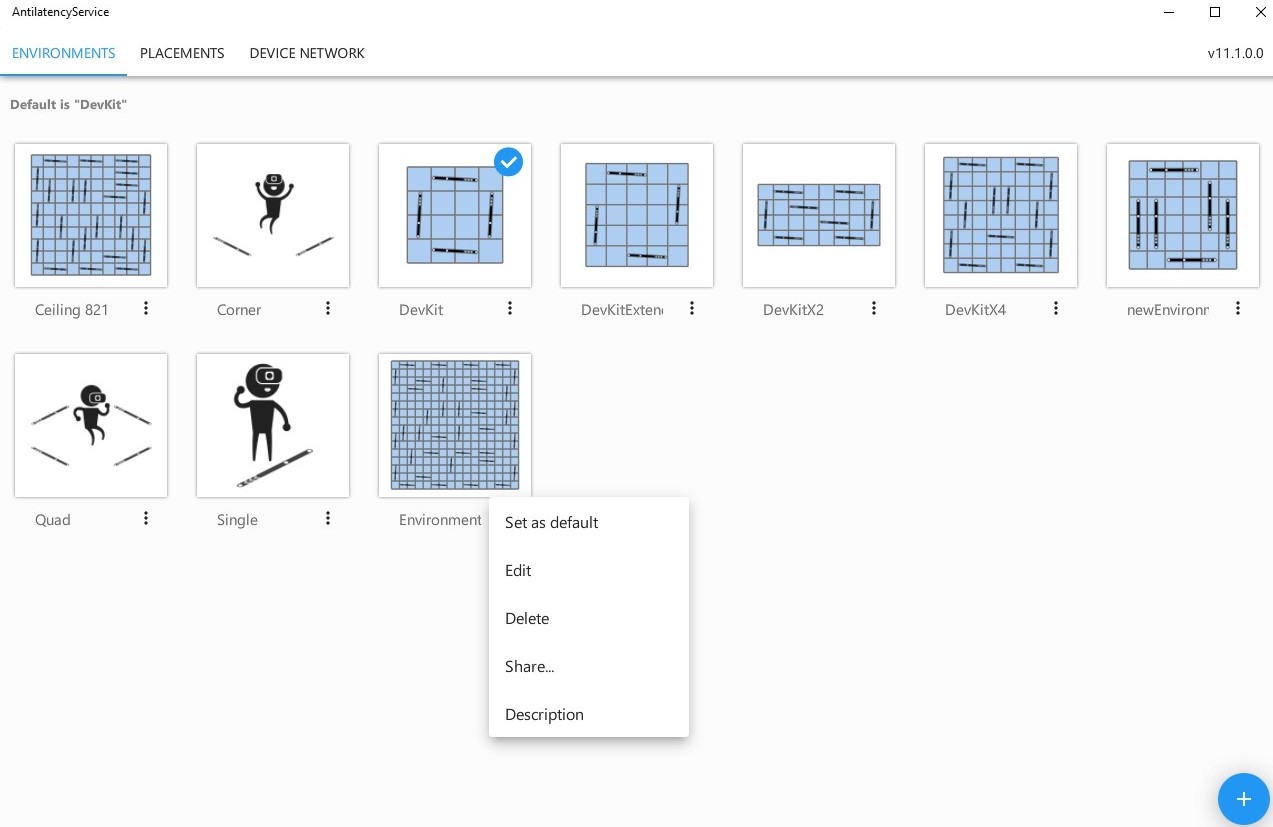 AntilatencyService
ENVIRONMENTS PLACEMENTS DEVICE NETWORK v11.1.0.0
Default is "DevKit"
Ceiling 821 Corner DevKit DevKitExten DevKitX2 DevKitX4 newEnvironm
Quad Single Environment
Set as default
Edit
Delete
Share...
Description